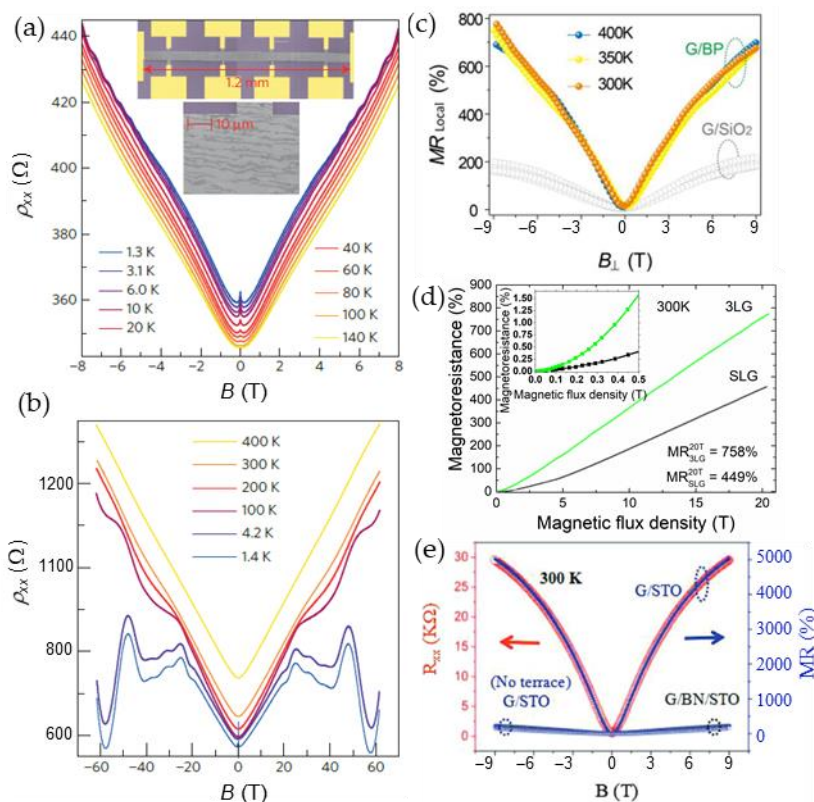 (a)
440
420
400
380
360
ρxx (Ω)
1.2 mm
10 μm
1.3 K
3.1 K
6.0 K
10 K
20 K
40 K
60 K
80 K
100 K
140 K
−8 −6 −4 −2 0 2 4 6 8
B (T)
(b)
1200
1100
800
600
ρxx (Ω)
400 K
300 K
200 K
100 K
4.2 K
1.4 K
−60 −40 −20 0 20 40 60
B (T)
(c)
800
600
400
200
0
MR Local (%)
400K
350K
300K
G/BP
G/SiO2
−9 −6 −3 0 3 6 9
B⊥ (T)
(d)
900
800
700
600
500
400
300
200
100
0
Magnetoresistance (%)
1.50
1.25
1.00
0.75
0.50
0.25
0.00
0.0 0.1 0.2 0.3 0.4 0.5
Magnetic flux density (T)
300K
3LG
SLG
MR20T3LG = 758%
MR20TSLG = 449%
0 5 10 15 20
Magnetic flux density (T)
(e)
30
25
20
15
10
5
0
Rxx (KΩ)
300 K
G/STO
(No terrace)
G/STO
G/BN/STO
5000
4000
3000
2000
1000
0
MR (%)
−9 −6 −3 0 3 6 9
B (T)